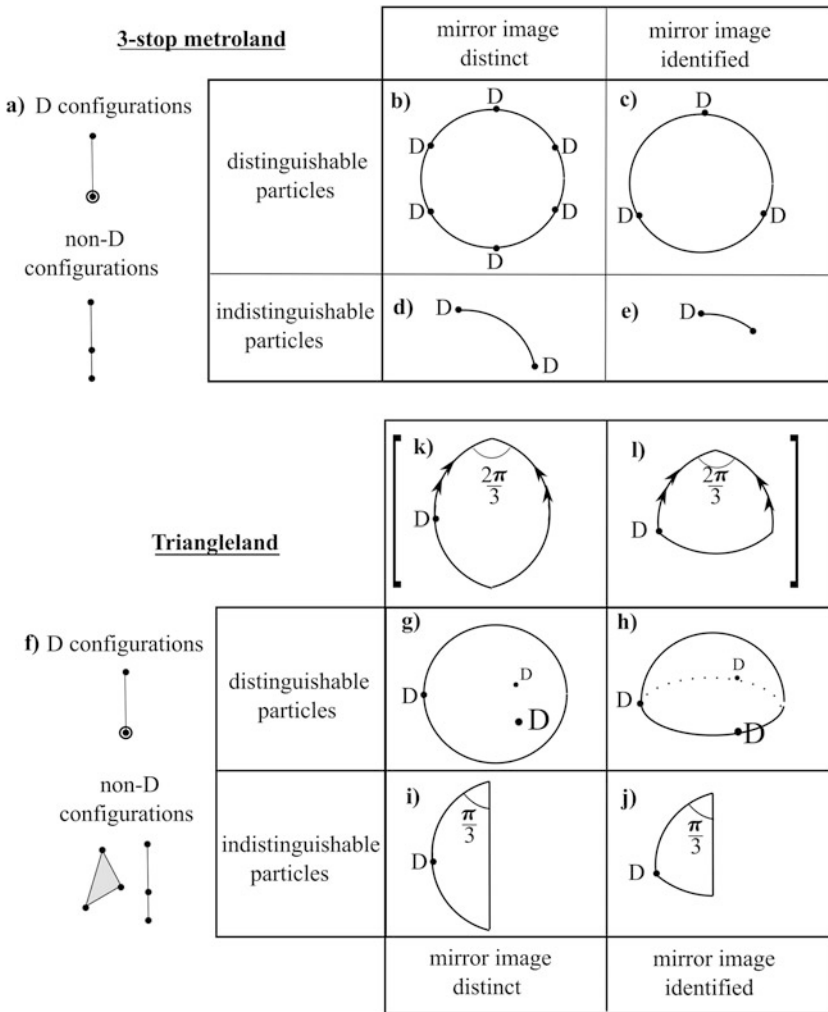 3-stop metroland
mirror image
distinct
mirror image
identified
a) D configurations
non-D
configurations
distinguishable
particles
b)
D
D
D
D
D
D
c)
D
D
D
indistinguishable
particles
d)
D
D
e)
D
Triangleland
k)
2π
3
D
l)
2π
3
D
f) D configurations
non-D
configurations
distinguishable
particles
g)
D
D
D
h)
D
D
D
indistinguishable
particles
i)
π
3
D
j)
π
3
D
mirror image
distinct
mirror image
identified